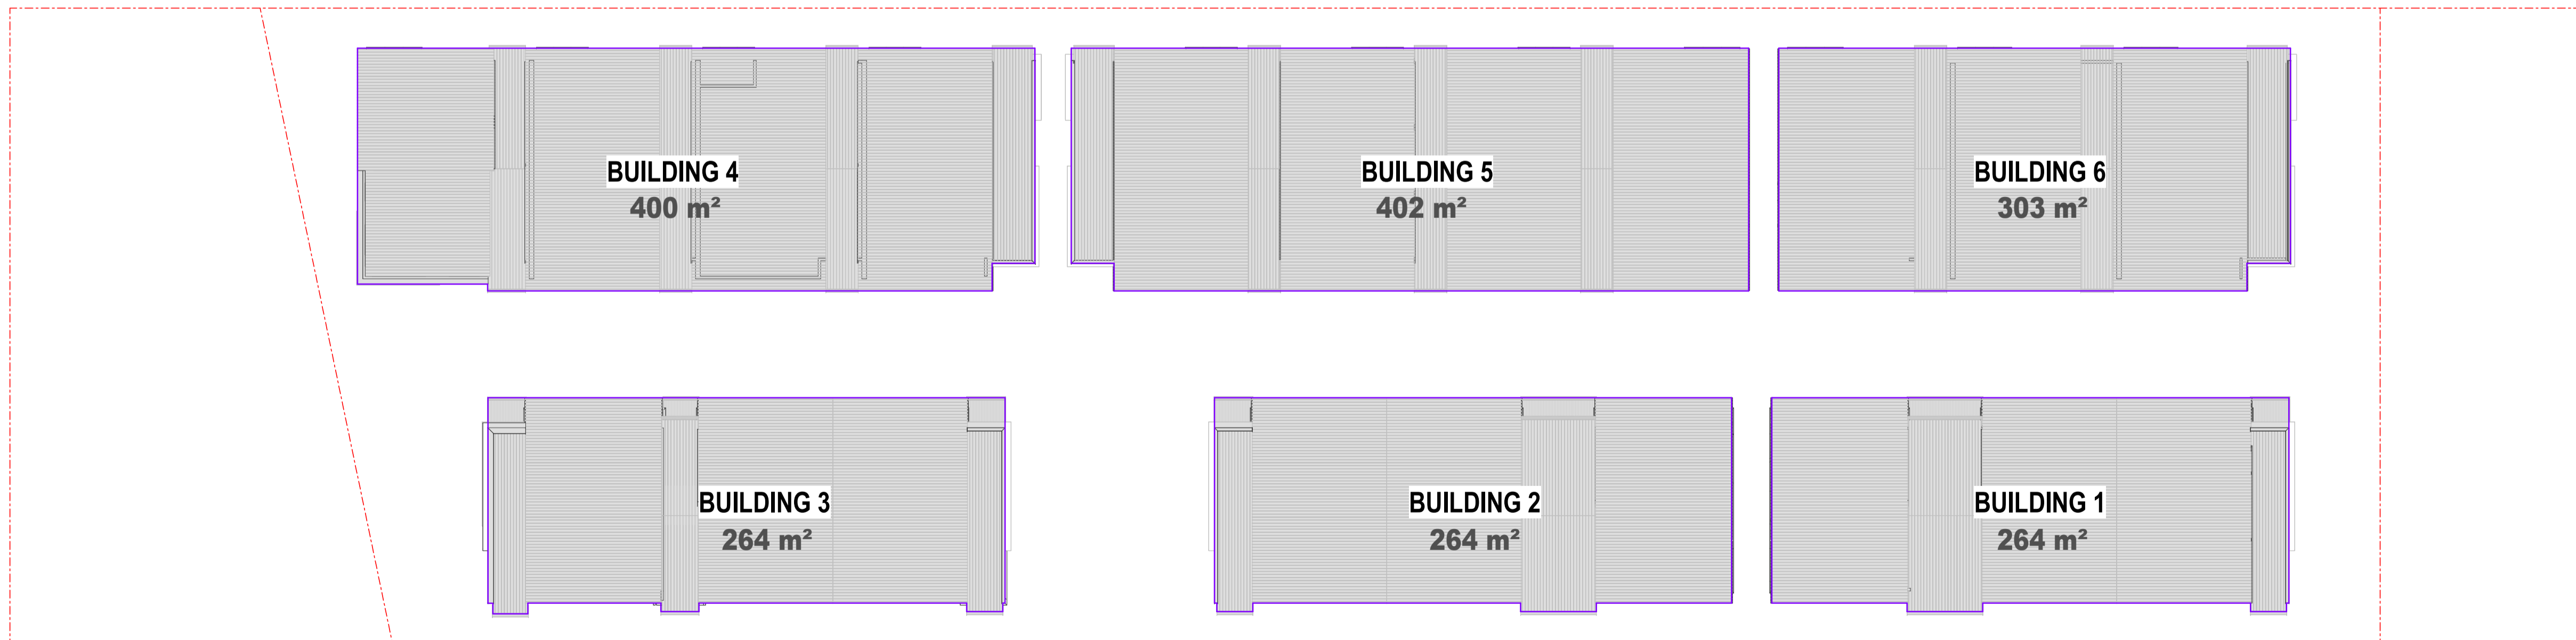 BUILDING 4
400 m²
BUILDING 5
402 m²
BUILDING 6
303 m²
BUILDING 3
264 m²
BUILDING 2
264 m²
BUILDING 1
264 m²